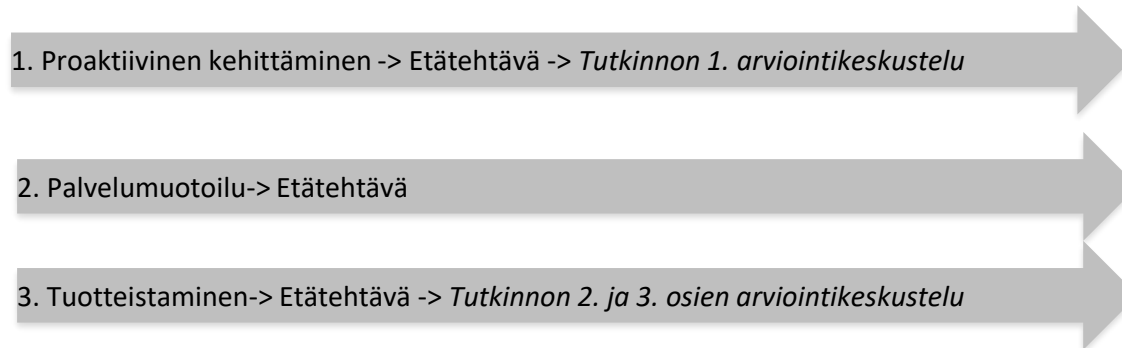 1. Proaktiivinen kehittäminen -> Etätehtävä -> Tutkinnon 1. arviointikeskustelu
2. Palvelumuotoilu-> Etätehtävä
3. Tuotteistaminen-> Etätehtävä -> Tutkinnon 2. ja 3. osien arviointikeskustelu